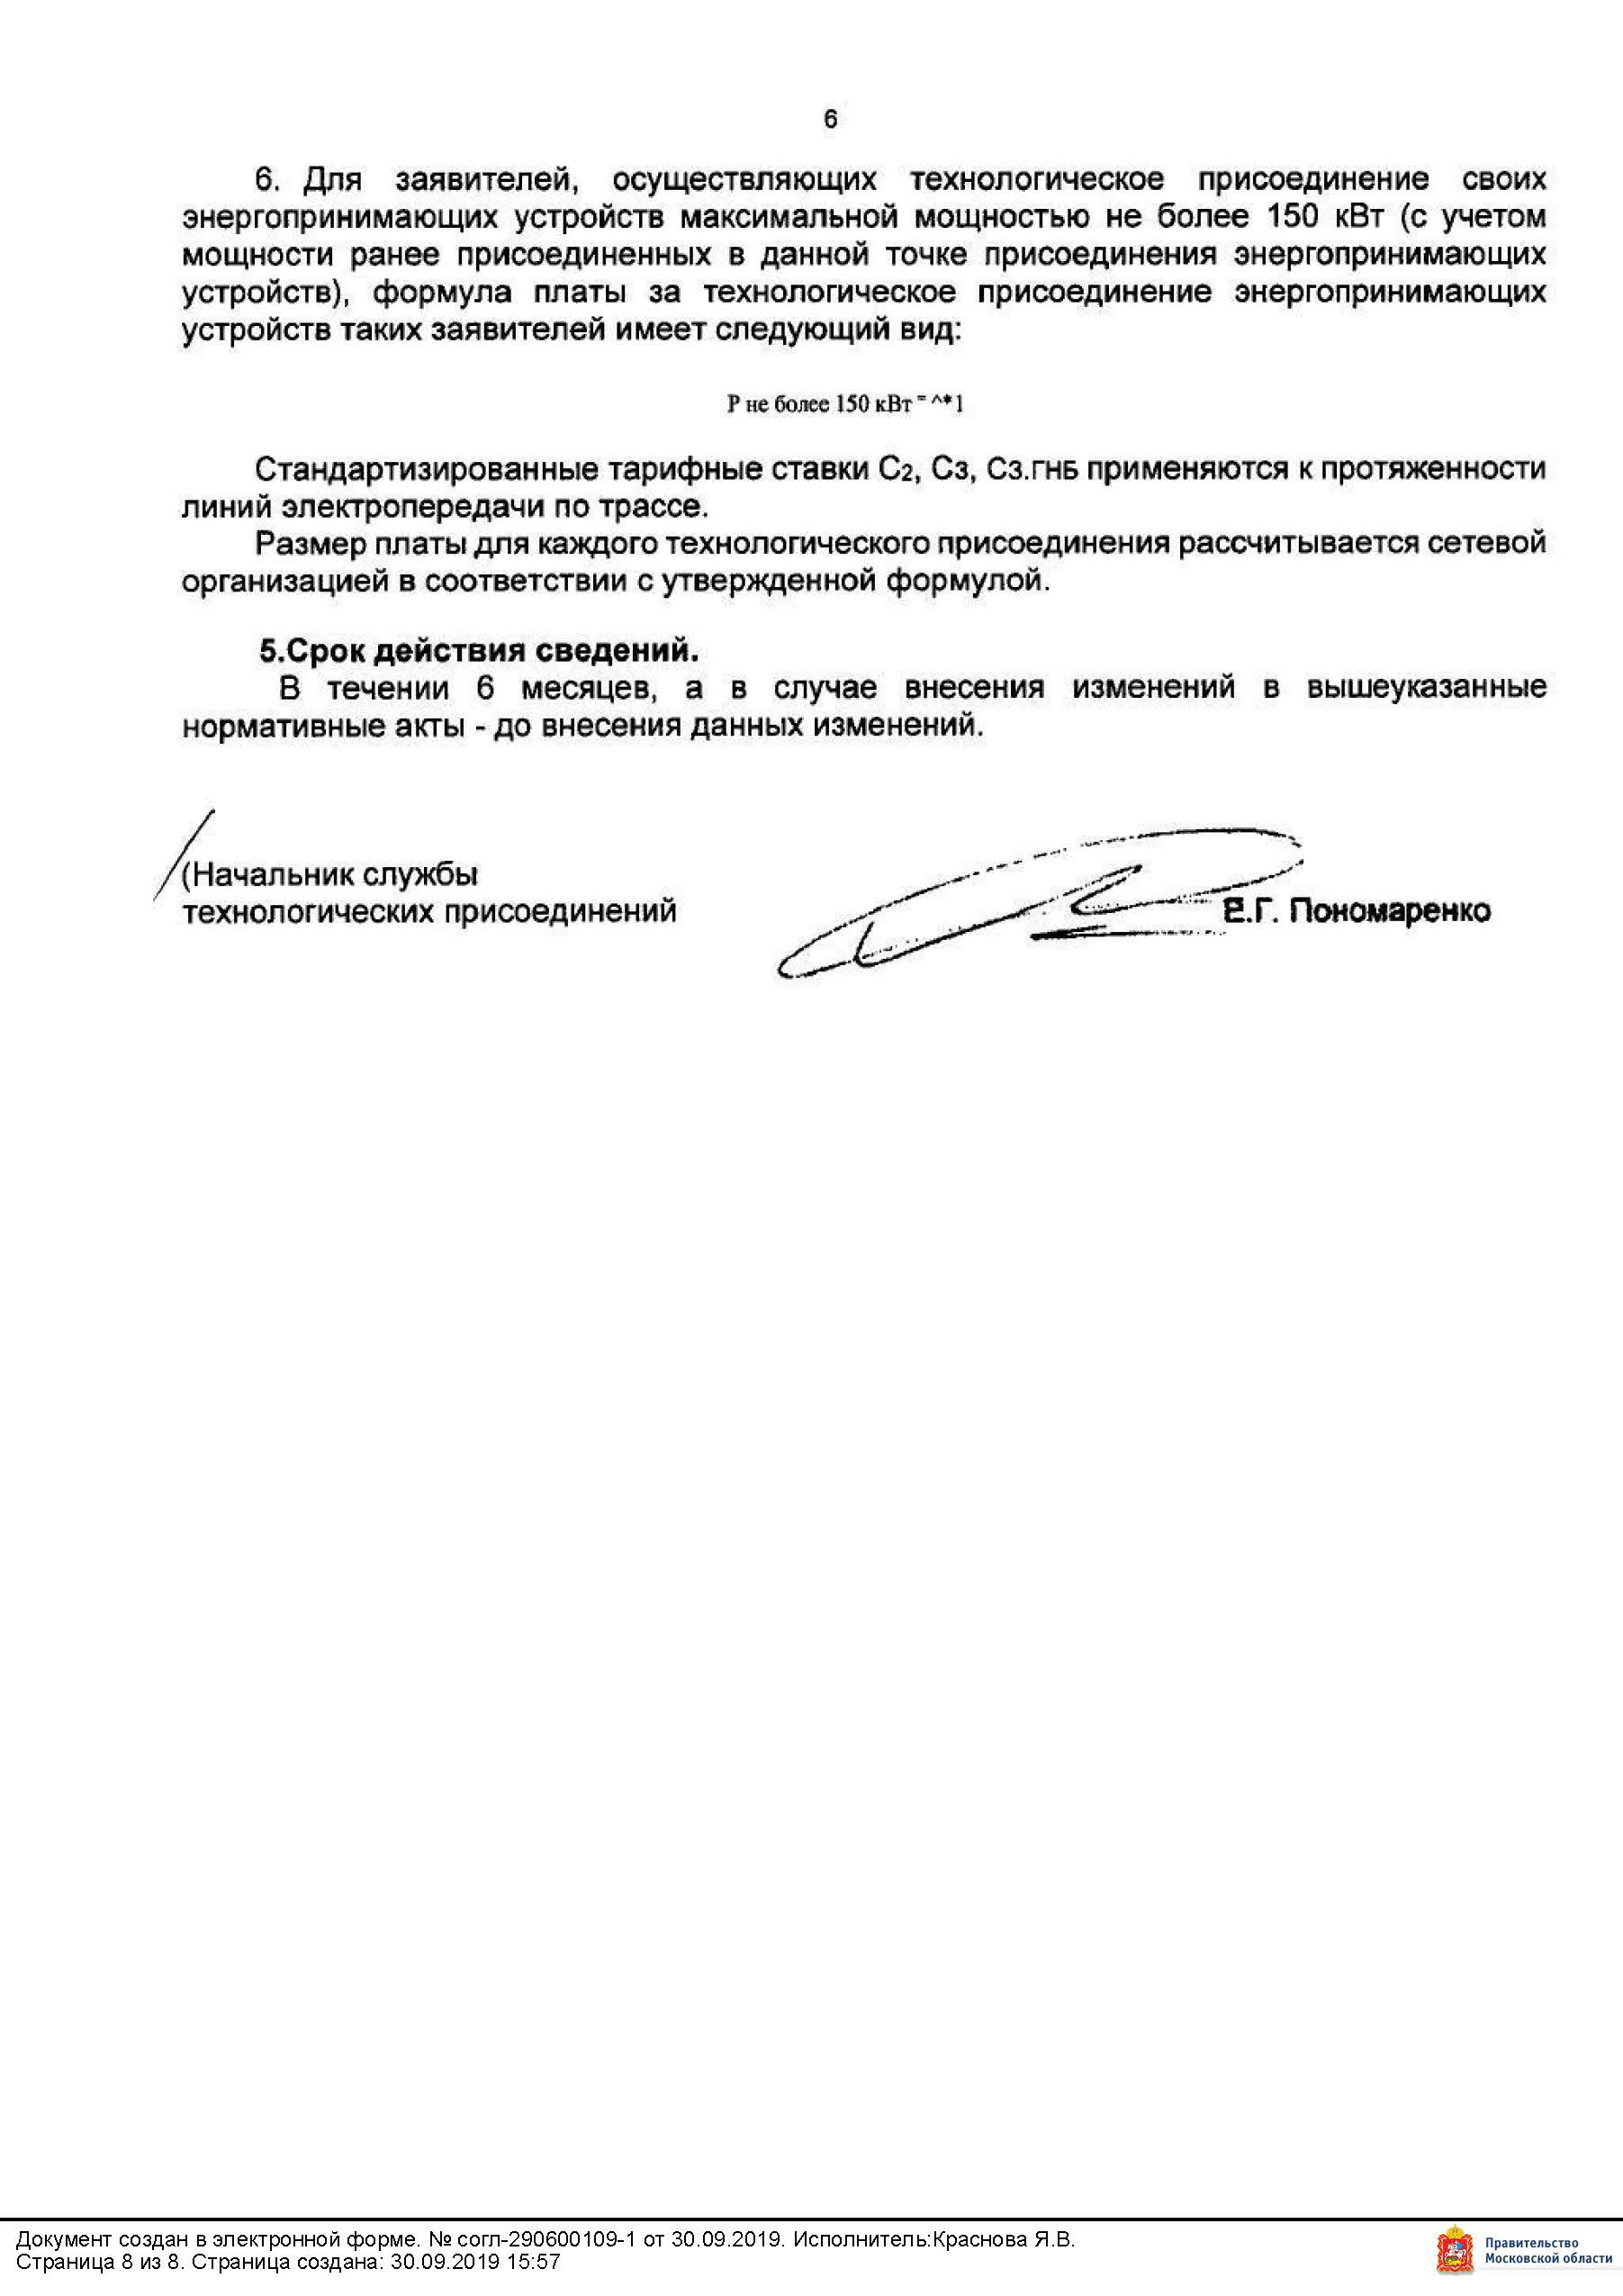 6
6. Для заявителей, осуществляющих технологическое присоединение своих
энергопринимающих устройств максимальной мощностью не более 150 кВт (с учетом
мощности ранее присоединенных в данной точке присоединения энергопринимающих
устройств), формула платы за технологическое присоединение энергопринимающих
устройств таких заявителей имеет следующий вид:
Р не более 150 кВт = ^*1
Стандартизированные тарифные ставки С2, С3, С3.ГНБ применяются к протяженности
линий электропередачи по трассе.
Размер платы для каждого технологического присоединения рассчитывается сетевой
организацией в соответствии с утвержденной формулой.
5.Срок действия сведений.
В течении 6 месяцев, а в случае внесения изменений в вышеуказанные
нормативные акты - до внесения данных изменений.
(Начальник службы
технологических присоединений
Е.Г. Пономаренко
Документ создан в электронной форме. № согл-290600109-1 от 30.09.2019. Исполнитель:Краснова Я.В.
Страница 8 из 8. Страница создана: 30.09.2019 15:57
Правительство
Московской области